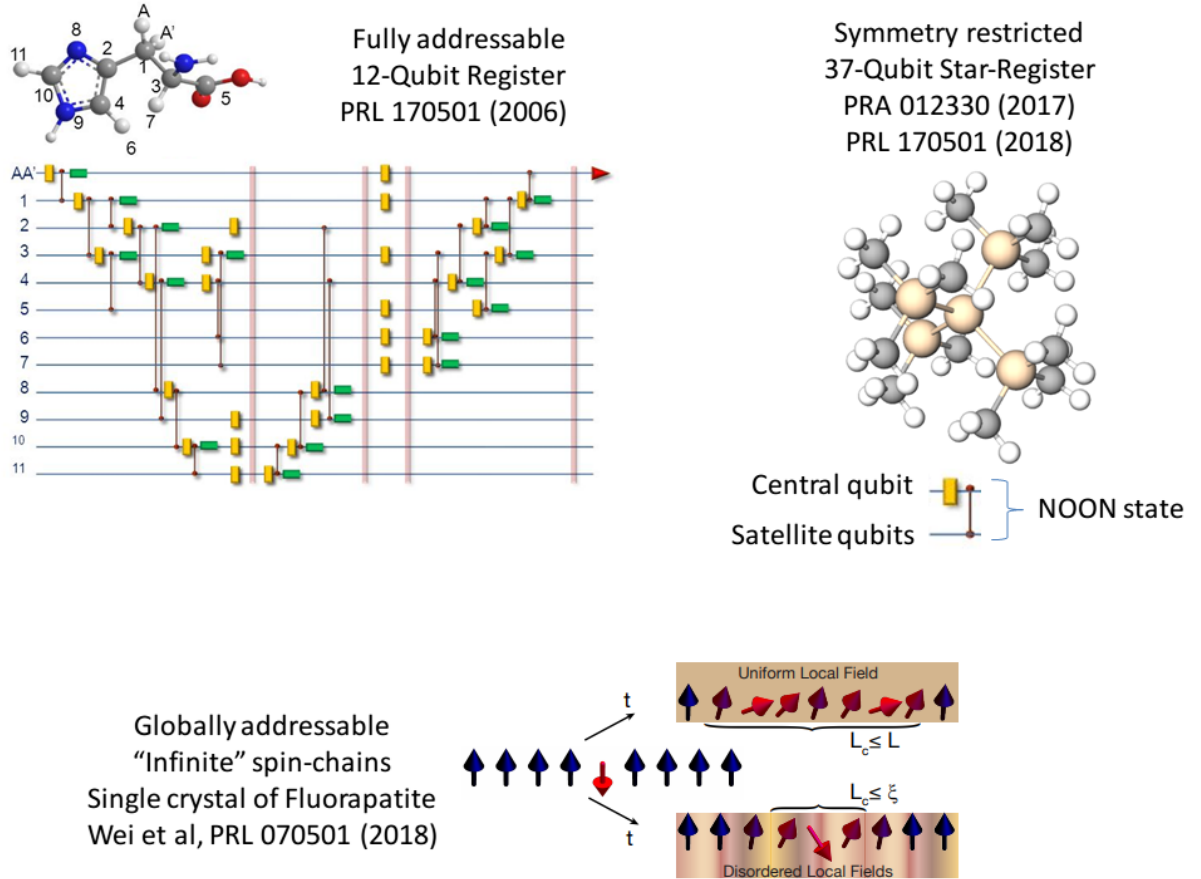 Fully addressable
12-Qubit Register
PRL 170501 (2006)
A
A'
8
2
11
1
3
10
4
5
9
7
6
AA'
1
2
3
4
5
6
7
8
9
10
11
Symmetry restricted
37-Qubit Star-Register
PRA 012330 (2017)
PRL 170501 (2018)
Central qubit
Satellite qubits
NOON state
Globally addressable
“Infinite” spin-chains
Single crystal of Fluorapatite
Wei et al, PRL 070501 (2018)
t
t
Uniform Local Field
Lc≤ L
Lc≤ ξ
Disordered Local Fields